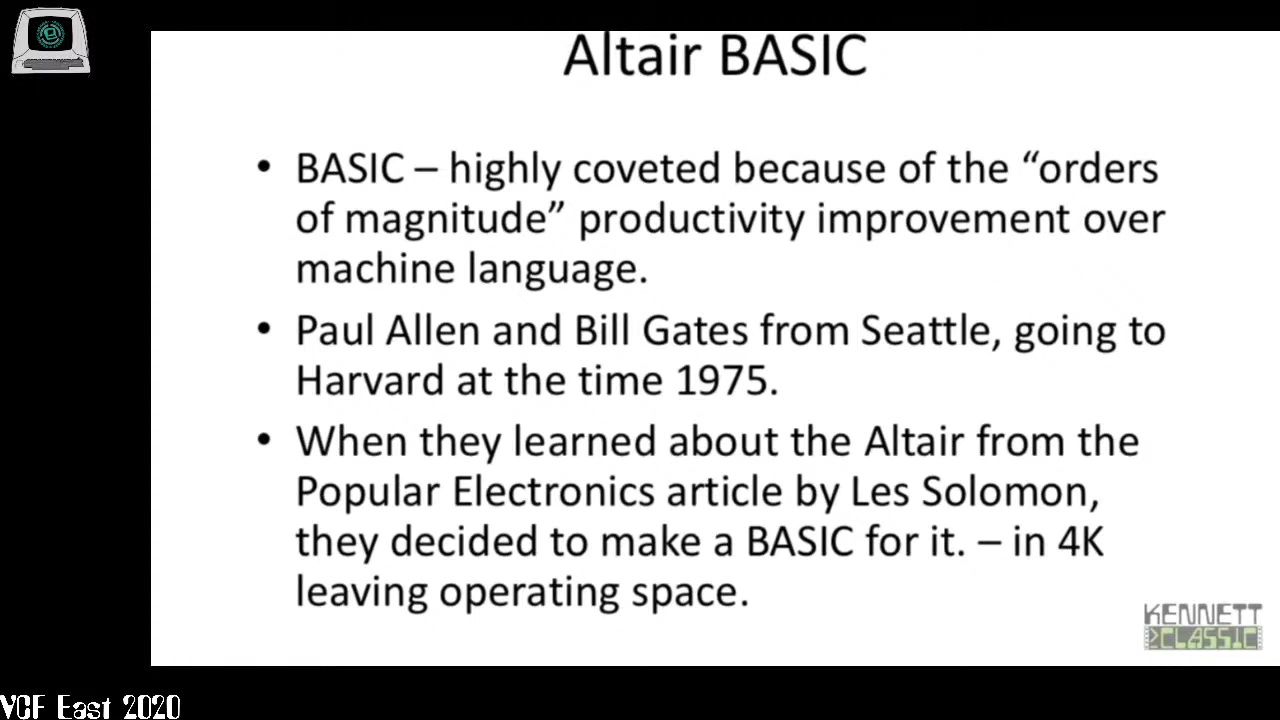 Altair BASIC
• BASIC – highly coveted because of the “orders
of magnitude” productivity improvement over
machine language.
• Paul Allen and Bill Gates from Seattle, going to
Harvard at the time 1975.
• When they learned about the Altair from the
Popular Electronics article by Les Solomon,
they decided to make a BASIC for it. – in 4K
leaving operating space.
KENNETT
>CLASSIC
VCF East 2020